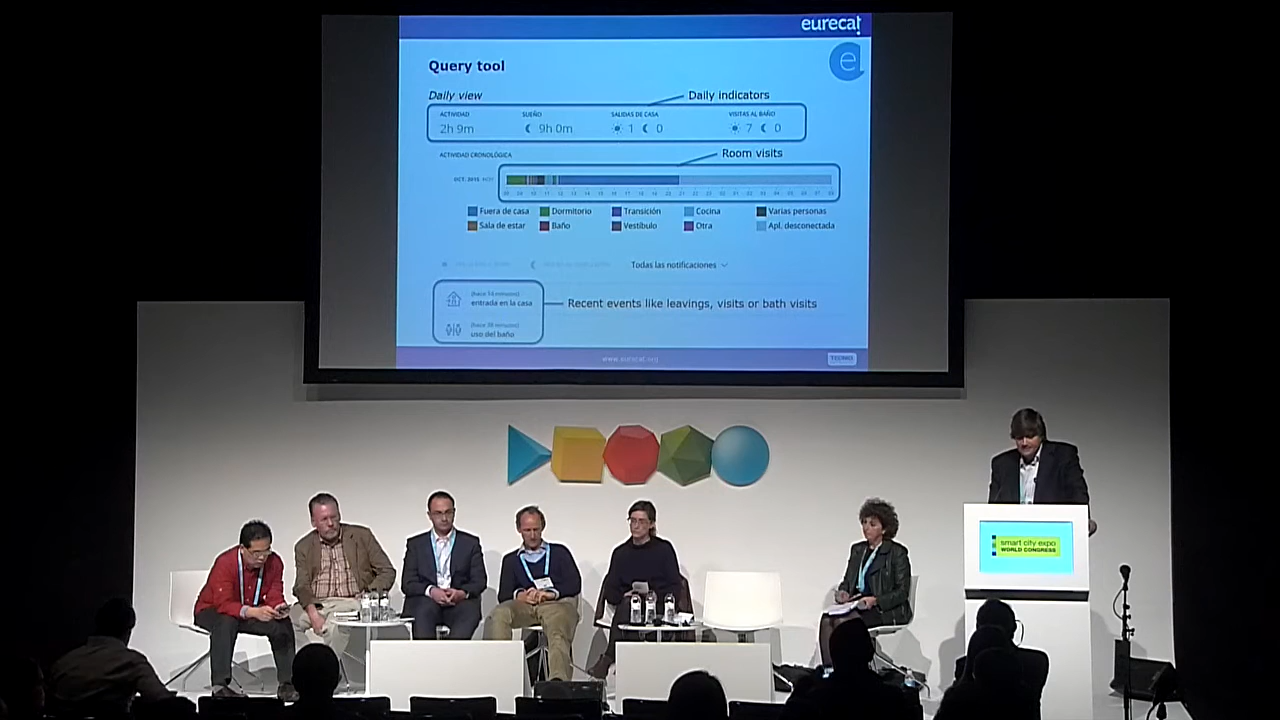 eurecat
e
Query tool
Daily view
Daily indicators
ACTIVIDAD SUEÑO SALIDAS DE CASA VISITAS AL BAÑO
2h 9m 9h 0m 1 0 7 0
ACTIVIDAD CRONOLÓGICA
Room visits
OCT. 2015
Fuera de casa Dormitorio Transición Cocina Varias personas
Sala de estar Baño Vestíbulo Otra Apl. desconectada
Todas las notificaciones
entrada en la casa
Recent events like leavings, visits or bath visits
uso del baño
www.eurecat.org
TECNIO
smart city expo
WORLD CONGRESS